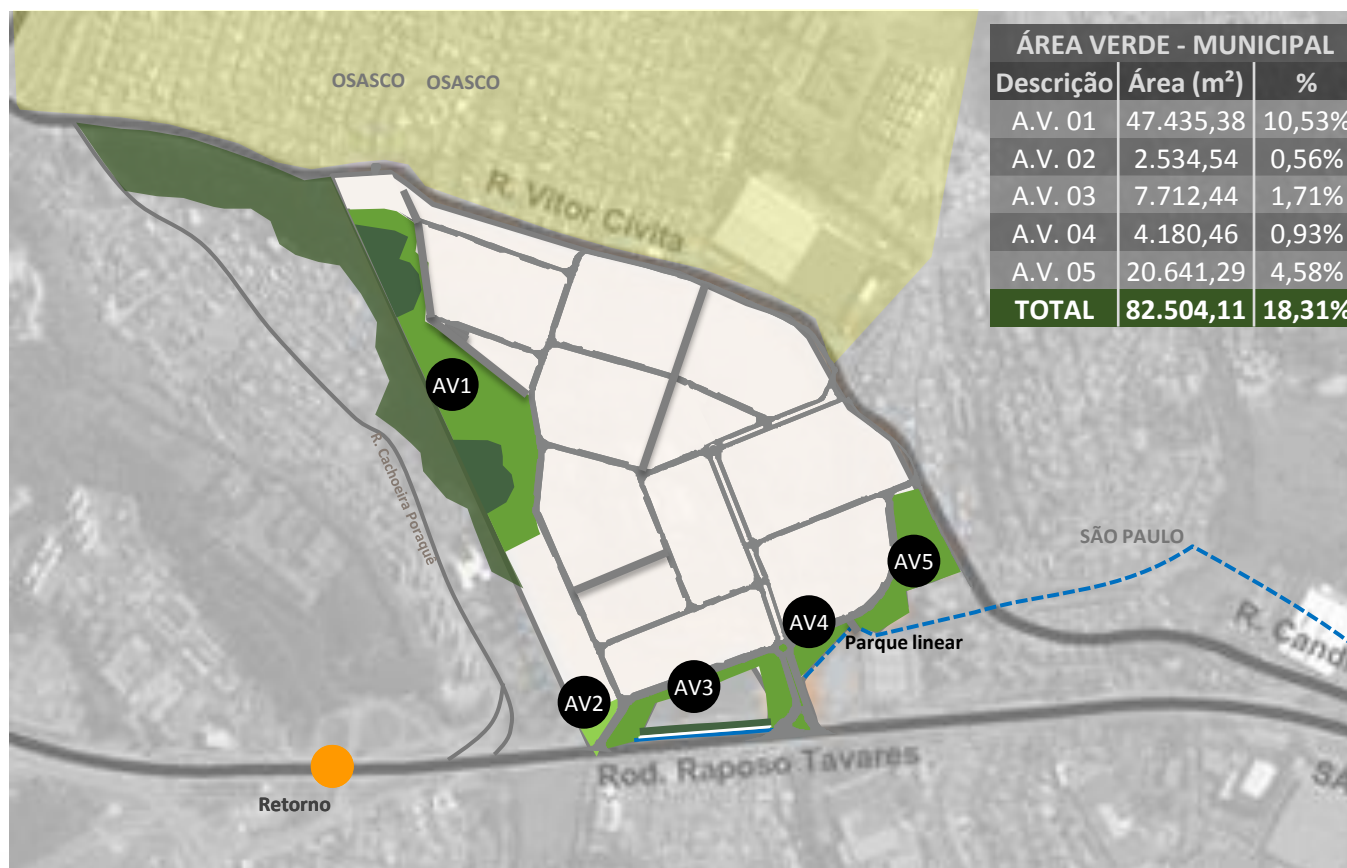 ÁREA VERDE - MUNICIPAL
Descrição Área (m²) %
A.V. 01 47.435,38 10,53%
A.V. 02 2.534,54 0,56%
A.V. 03 7.712,44 1,71%
A.V. 04 4.180,46 0,93%
A.V. 05 20.641,29 4,58%
TOTAL 82.504,11 18,31%
OSASCO OSASCO
R. Vitor Civita
AV1
R. Cachoeira Poraquê
SÃO PAULO
AV5
AV4
R. Candi
Parque linear
AV3
AV2
Rod. Raposo Tavares
SA
Retorno